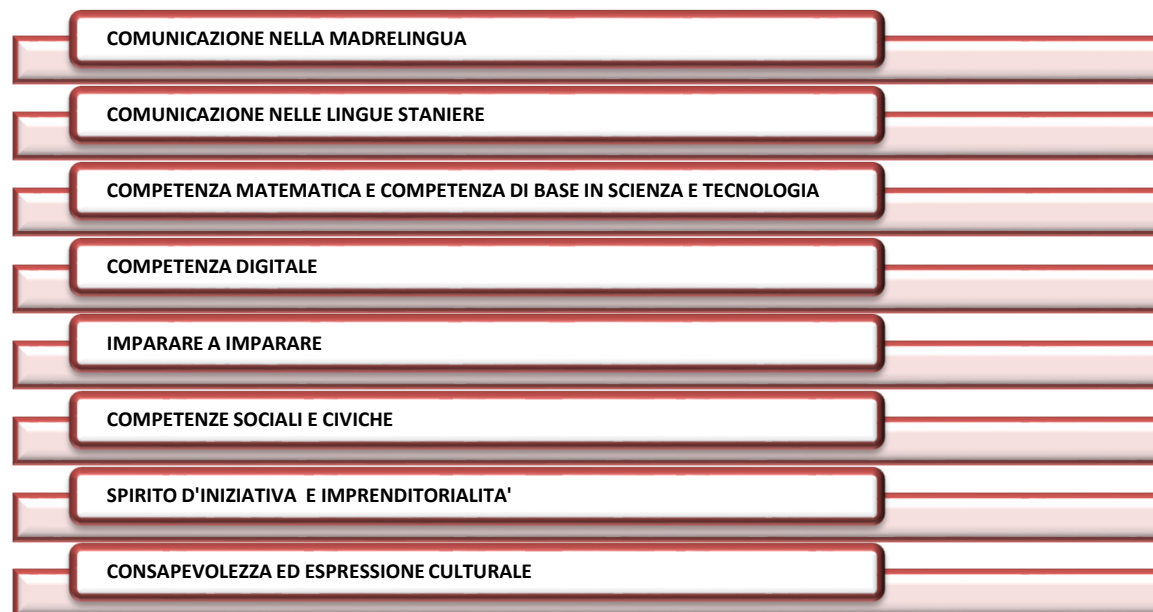 COMUNICAZIONE NELLA MADRELINGUA
COMUNICAZIONE NELLE LINGUE STANIERE
COMPETENZA MATEMATICA E COMPETENZA DI BASE IN SCIENZA E TECNOLOGIA
COMPETENZA DIGITALE
IMPARARE A IMPARARE
COMPETENZE SOCIALI E CIVICHE
SPIRITO D'INIZIATIVA  E IMPRENDITORIALITA'
CONSAPEVOLEZZA ED ESPRESSIONE CULTURALE